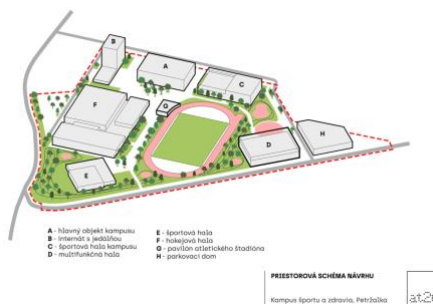 B
A
C
G
F
D
H
E
A - hlavný objekt kampusu
B - internát s jedálňou
C - športová hala kampusu
D - multifunkčná hala
E - športová hala
F - hokejová hala
G - pavilón atletického štadióna
H - parkovací dom
PRIESTOROVÁ SCHÉMA NÁVRHU
Kampus športu a zdravia, Petržalka